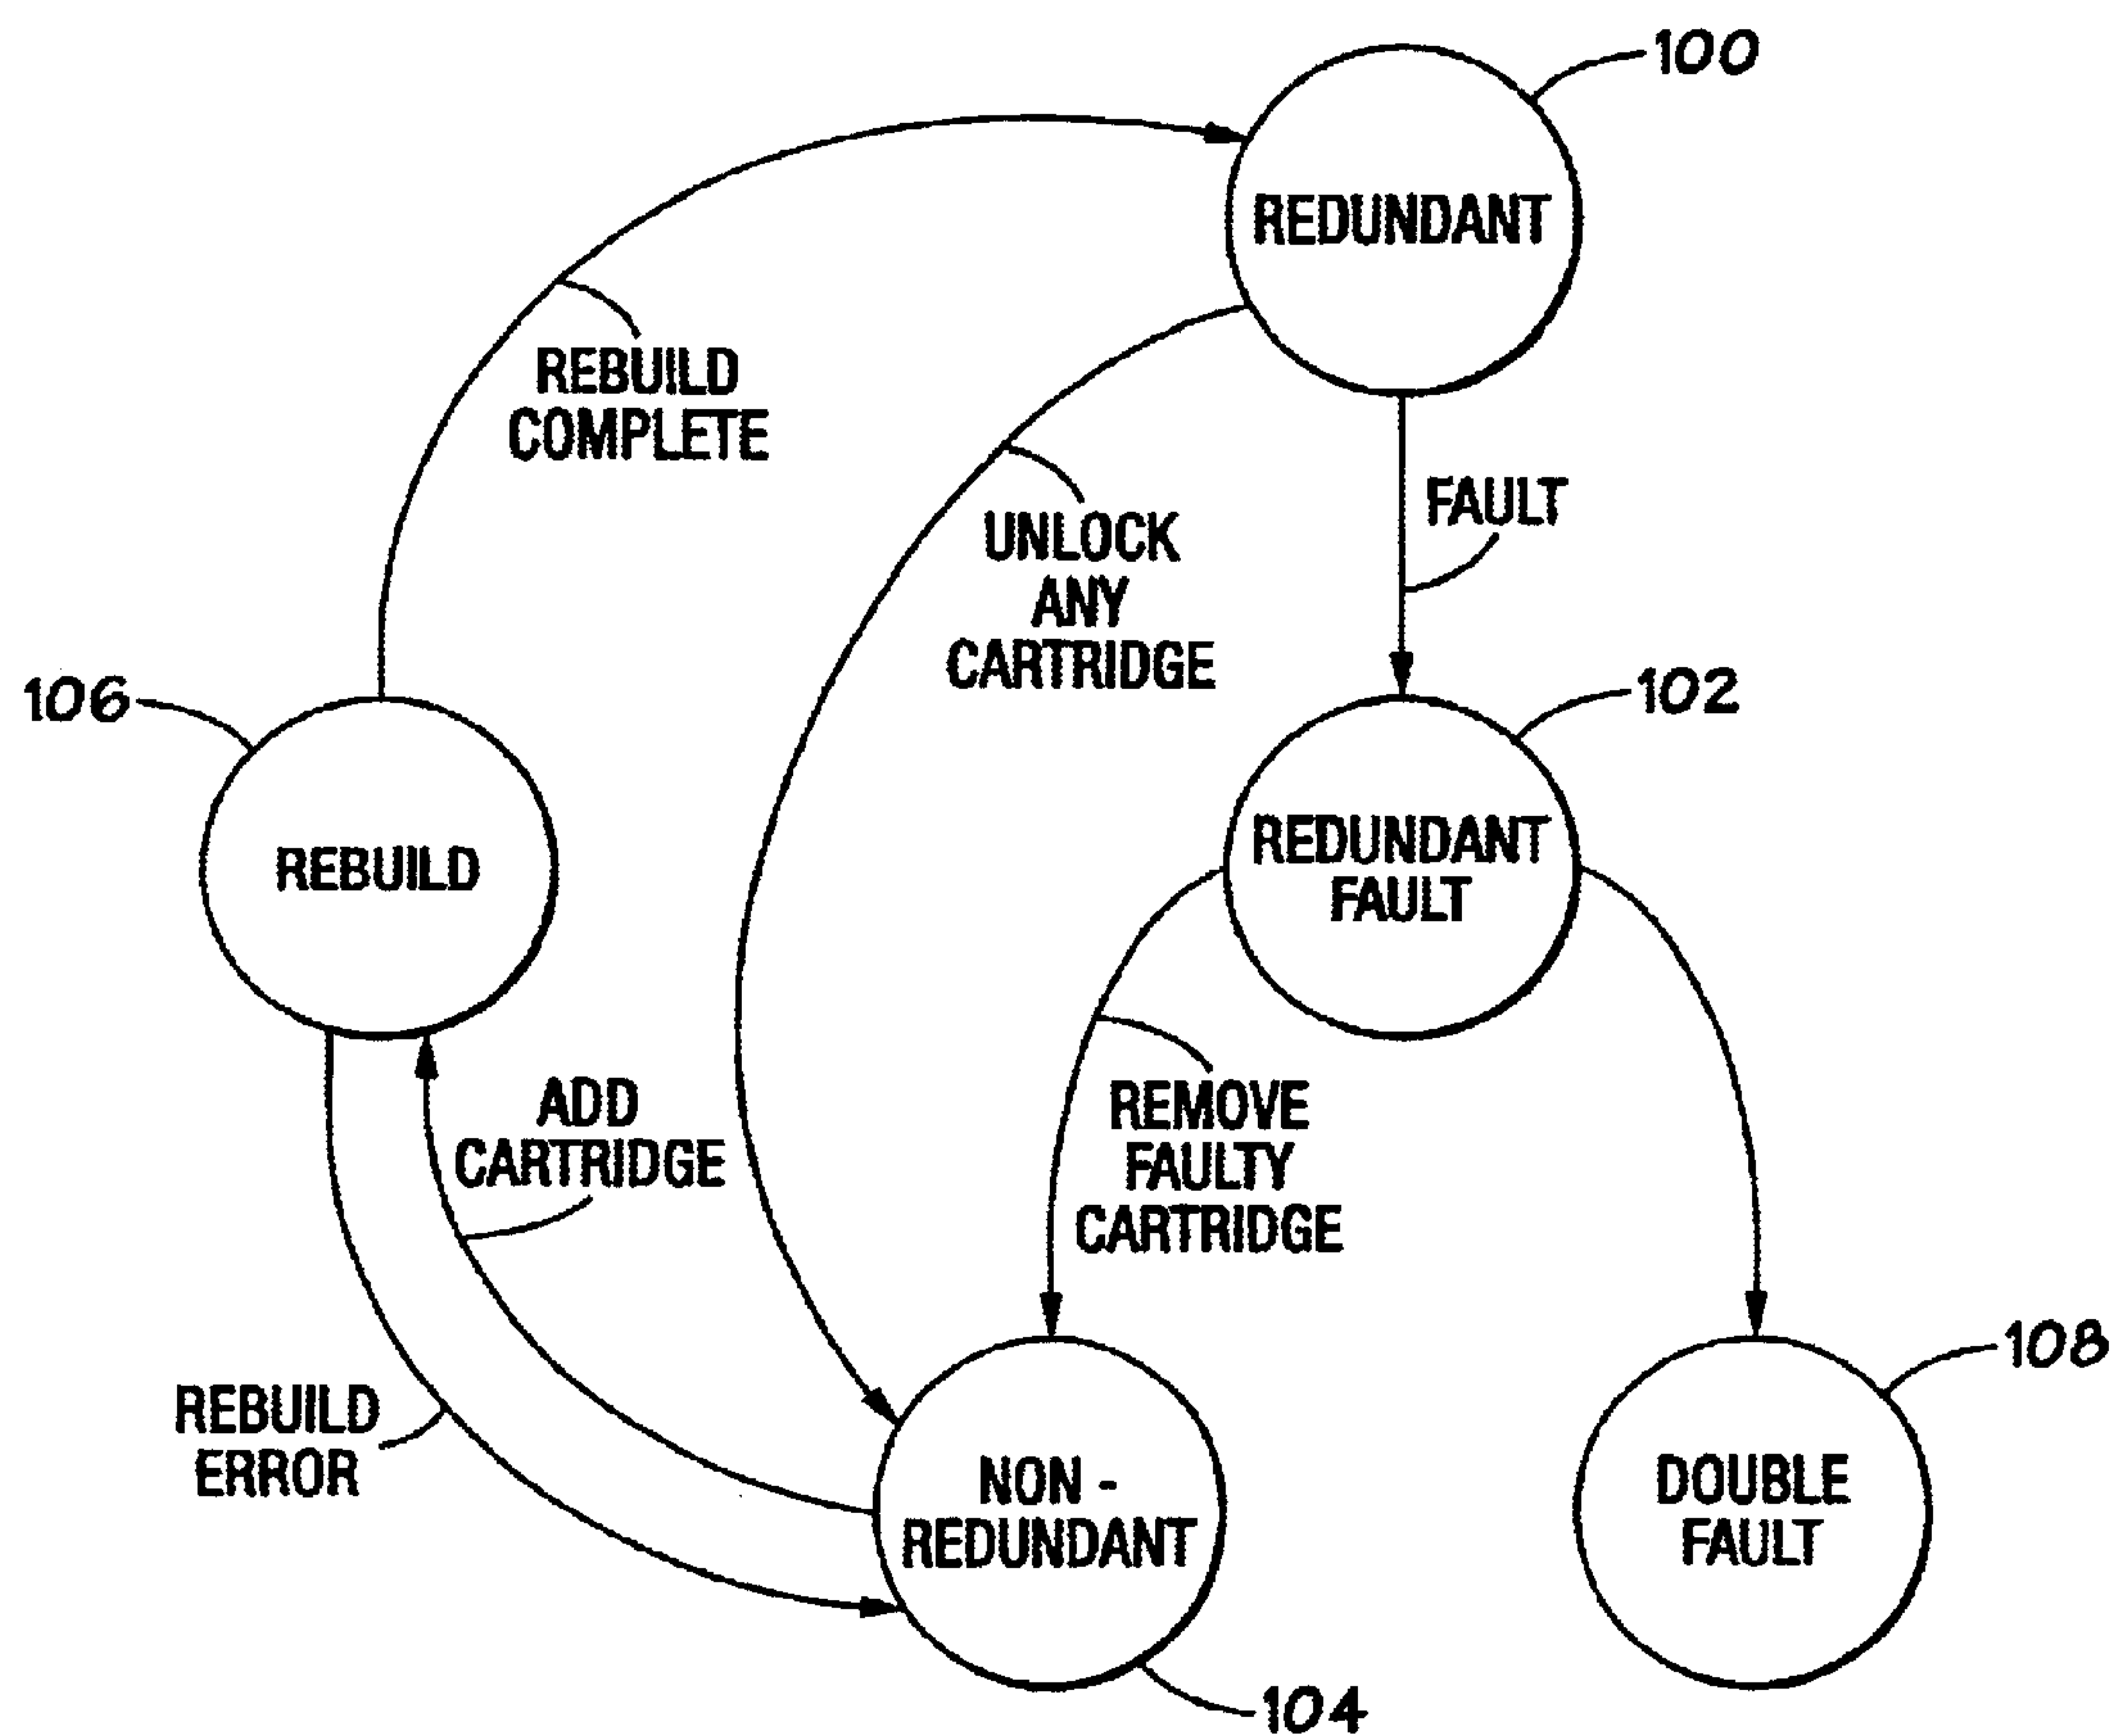 100
REDUNDANT
REBUILD
COMPLETE
UNLOCK
ANY
CARTRIDGE
FAULT
106
102
REBUILD
REDUNDANT
FAULT
ADD
CARTRIDGE
REMOVE
FAULTY
CARTRIDGE
REBUILD
ERROR
108
NON -
REDUNDANT
DOUBLE
FAULT
104